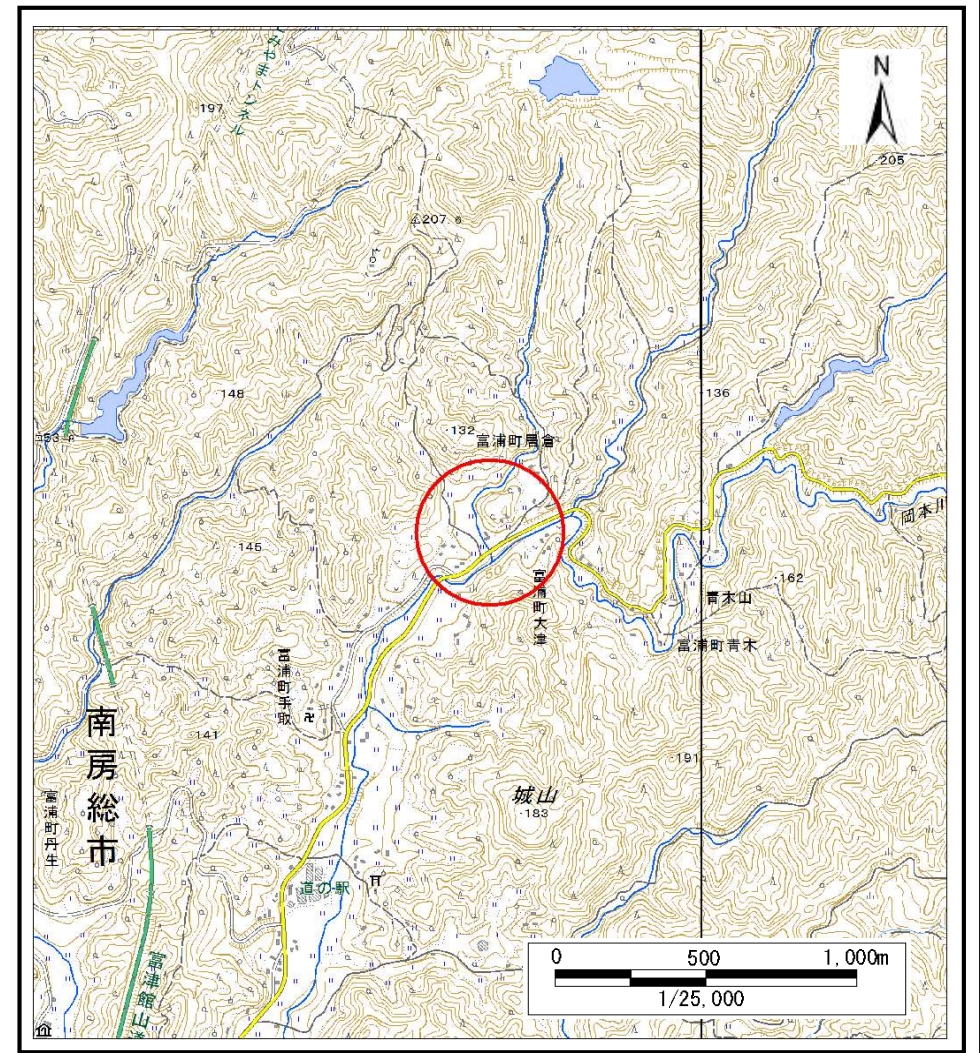 みやまトンネル
N
197
205
207.6
148
132
富浦町居倉
136
岡本川
145
162
青木山
富浦町大津
富浦町青木
富浦町手取
南房総市
141
191
城山
183
富浦町丹生
道の駅
富津館山
0 500 1,000m
1/25,000